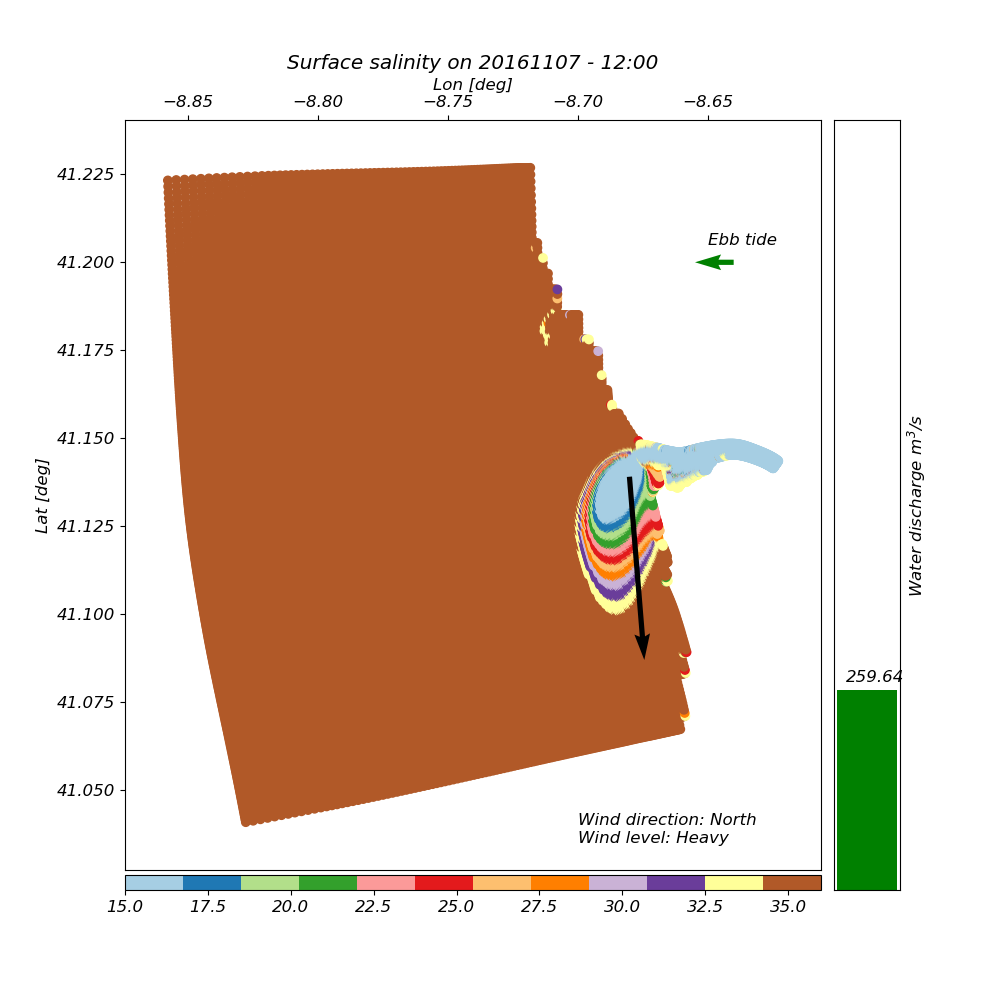 Surface salinity on 20161107 - 12:00
Lon [deg]
−8.85 −8.80 −8.75 −8.70 −8.65
41.225
41.200
41.175
41.150
41.125
41.100
41.075
41.050
Lat [deg]
Ebb tide
Wind direction: North
Wind level: Heavy
259.64
Water discharge m³/s
15.0 17.5 20.0 22.5 25.0 27.5 30.0 32.5 35.0